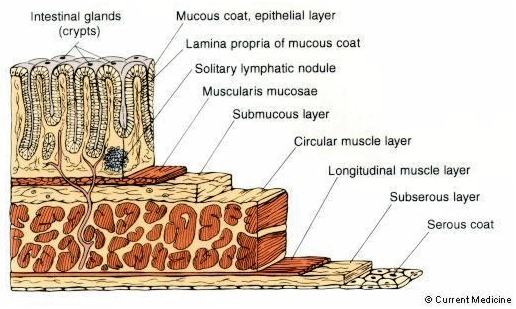 Intestinal glands
(crypts)
Mucous coat, epithelial layer
Lamina propria of mucous coat
Solitary lymphatic nodule
Muscularis mucosae
Submucous layer
Circular muscle layer
Longitudinal muscle layer
Subserous layer
Serous coat
© Current Medicine